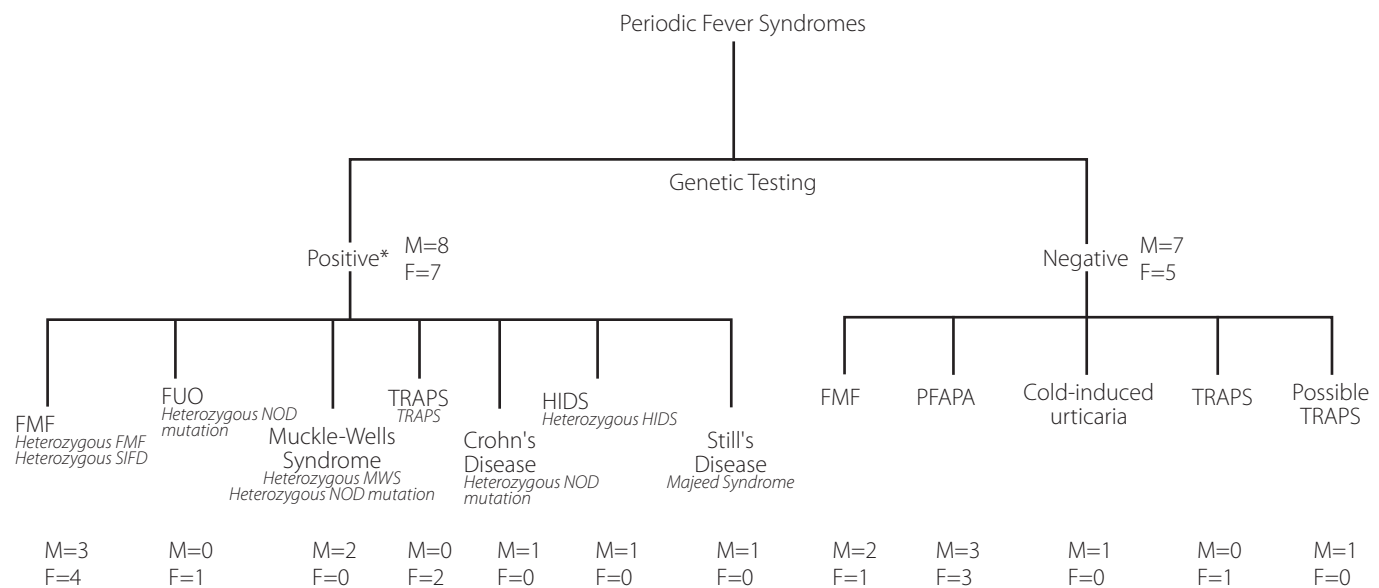 Periodic Fever Syndromes
Genetic Testing
Positive*
M=8
F=7
Negative
M=7
F=5
FMF
Heterozygous FMF
Heterozygous SIFD
FUO
Heterozygous NOD
mutation
Muckle-Wells
Syndrome
Heterozygous MWS
Heterozygous NOD mutation
TRAPS
TRAPS
Crohn's
Disease
Heterozygous NOD
mutation
HIDS
Heterozygous HIDS
Still's
Disease
Majeed Syndrome
FMF
PFAPA
Cold-induced
urticaria
TRAPS
Possible
TRAPS
M=3
F=4
M=0
F=1
M=2
F=0
M=0
F=2
M=1
F=0
M=1
F=0
M=1
F=0
M=2
F=1
M=3
F=3
M=1
F=0
M=0
F=1
M=1
F=0